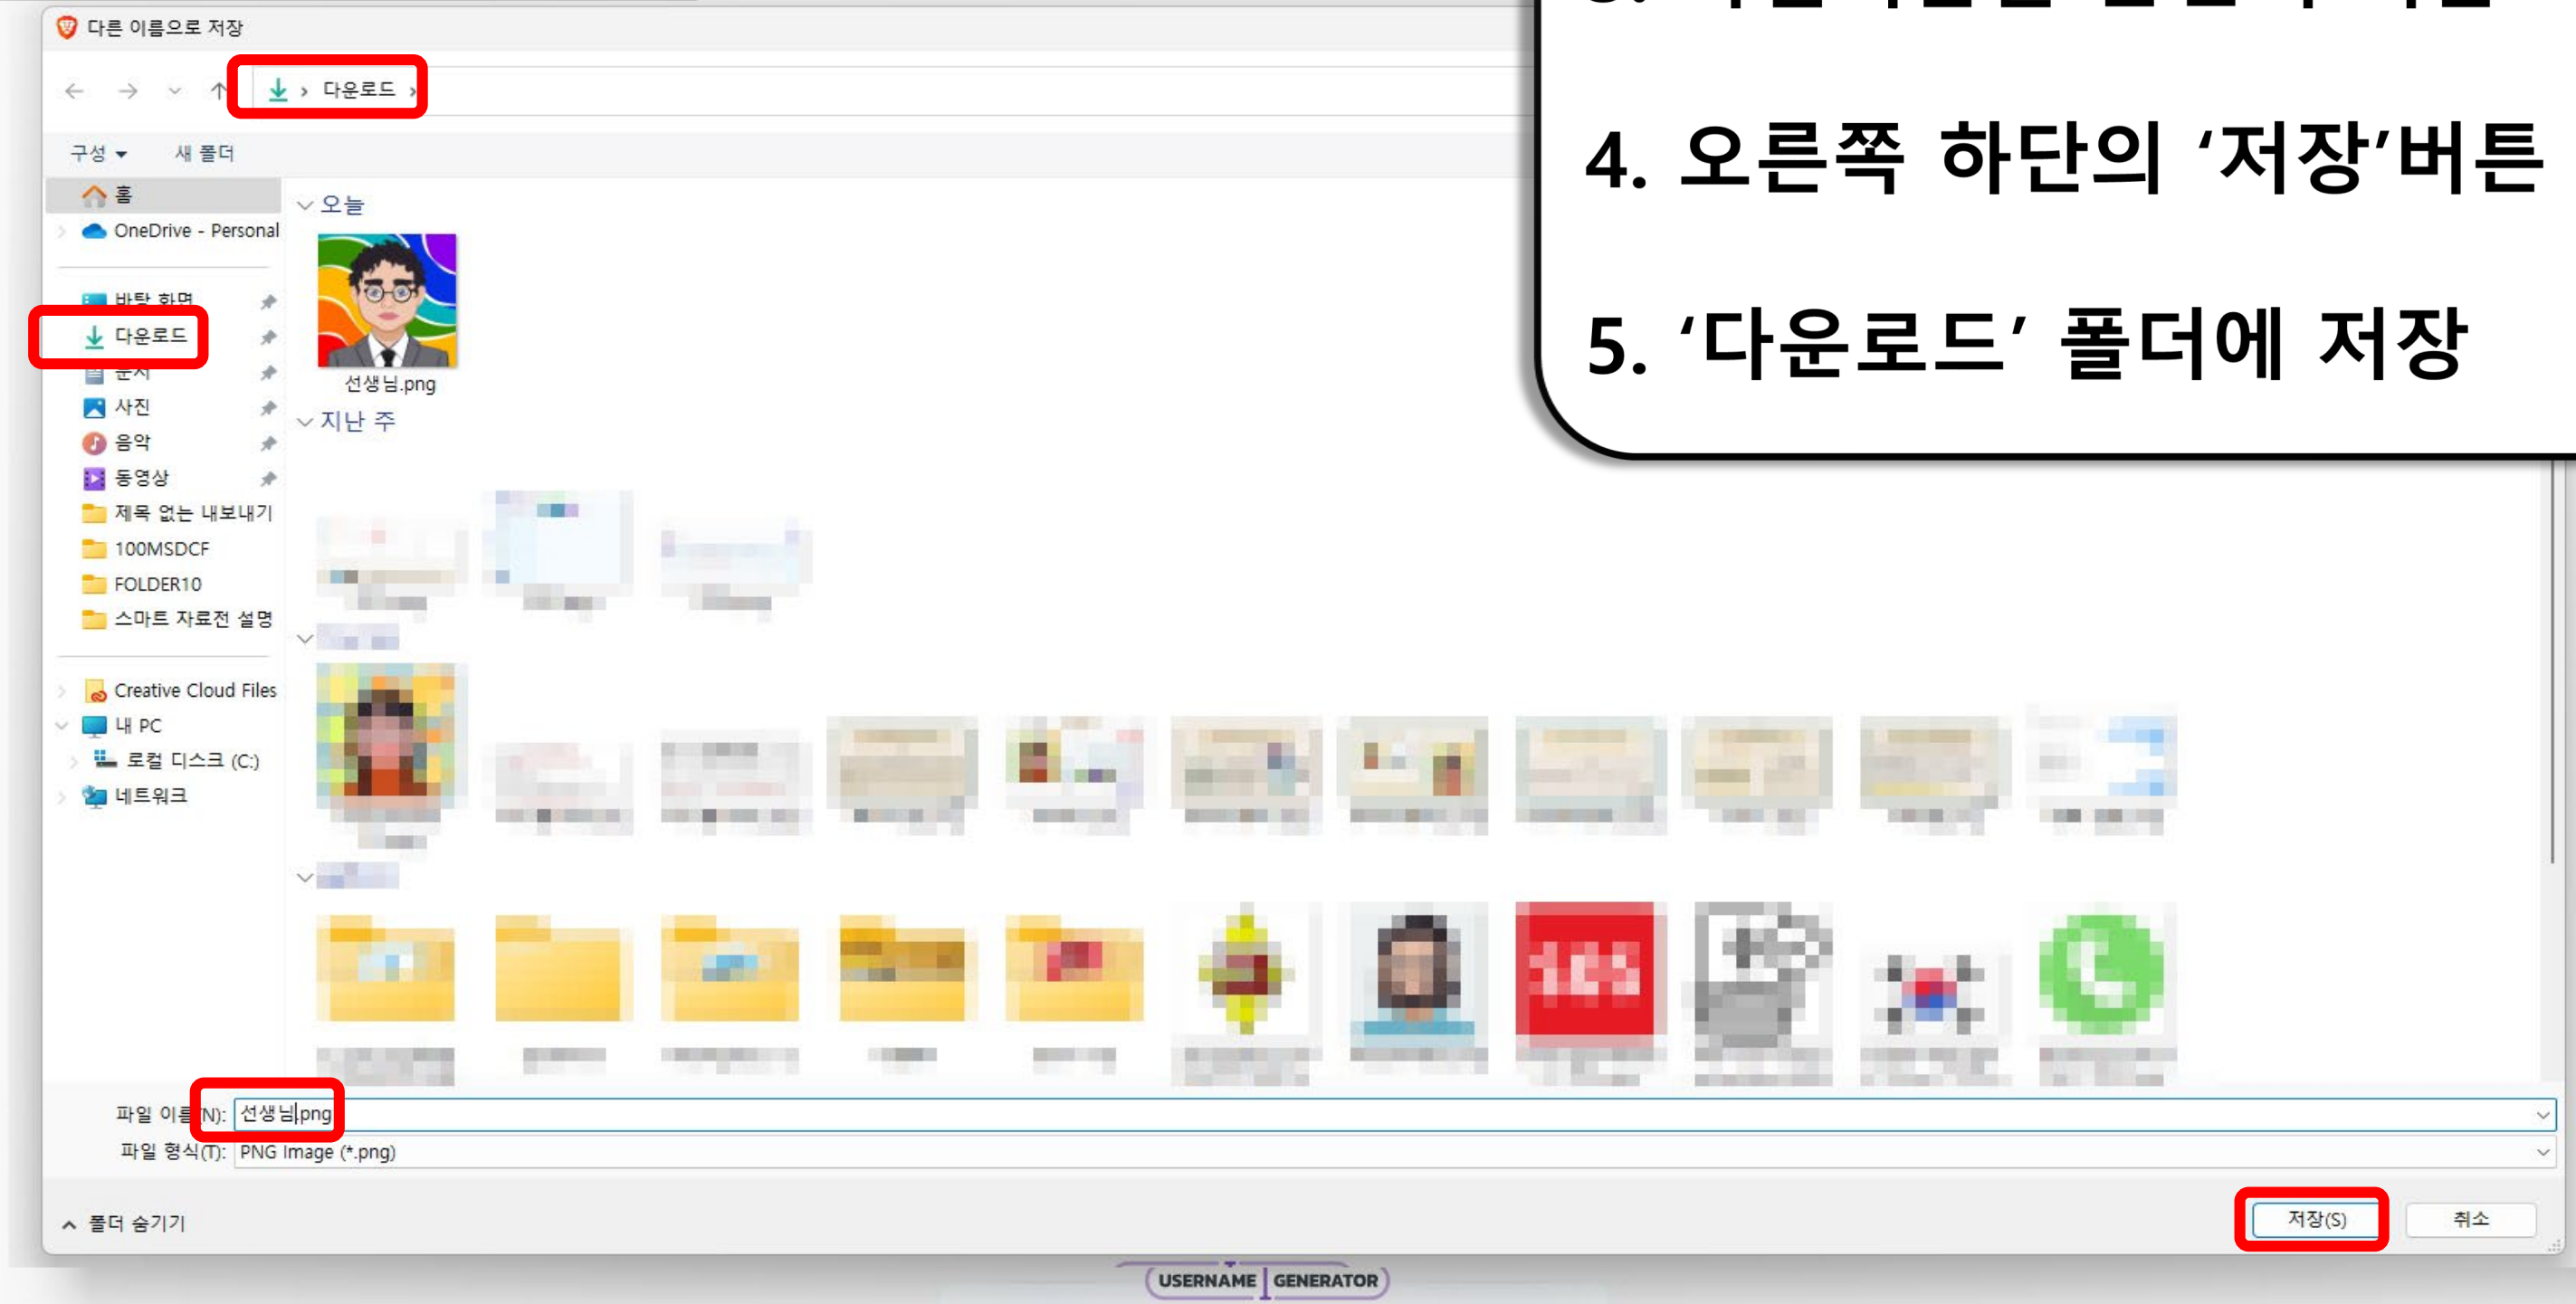 다른 이름으로 저장
다운로드
구성
새 폴더
홈
OneDrive - Personal
바탕 화면
다운로드
문서
사진
음악
동영상
제목 없는 내보내기
100MSDCF
FOLDER10
스마트 자료전 설명
Creative Cloud Files
내 PC
로컬 디스크 (C:)
네트워크
오늘
선생님.png
지난 주
4. 오른쪽 하단의 ‘저장’버튼
5. ‘다운로드’ 폴더에 저장
파일 이름(N): 선생님.png
파일 형식(T): PNG Image (*.png)
폴더 숨기기
저장(S)
취소
USERNAME GENERATOR